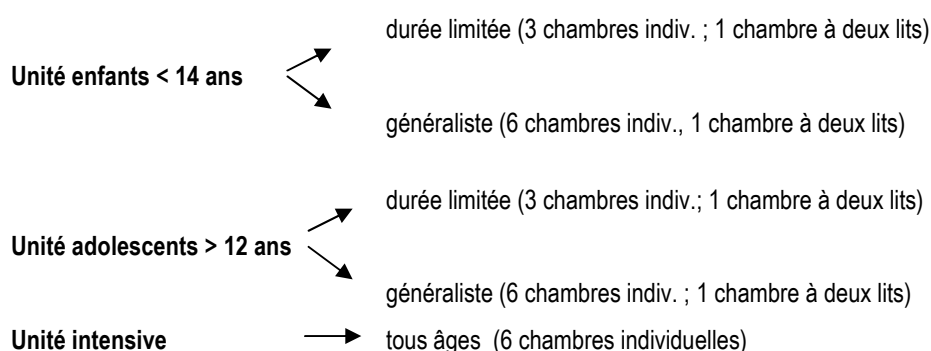 durée limitée (3 chambres indiv. ; 1 chambre à deux lits)
Unité enfants < 14 ans
généraliste (6 chambres indiv., 1 chambre à deux lits)
durée limitée (3 chambres indiv.; 1 chambre à deux lits)
Unité adolescents > 12 ans
généraliste (6 chambres indiv. ; 1 chambre à deux lits)
Unité intensive tous âges (6 chambres individuelles)